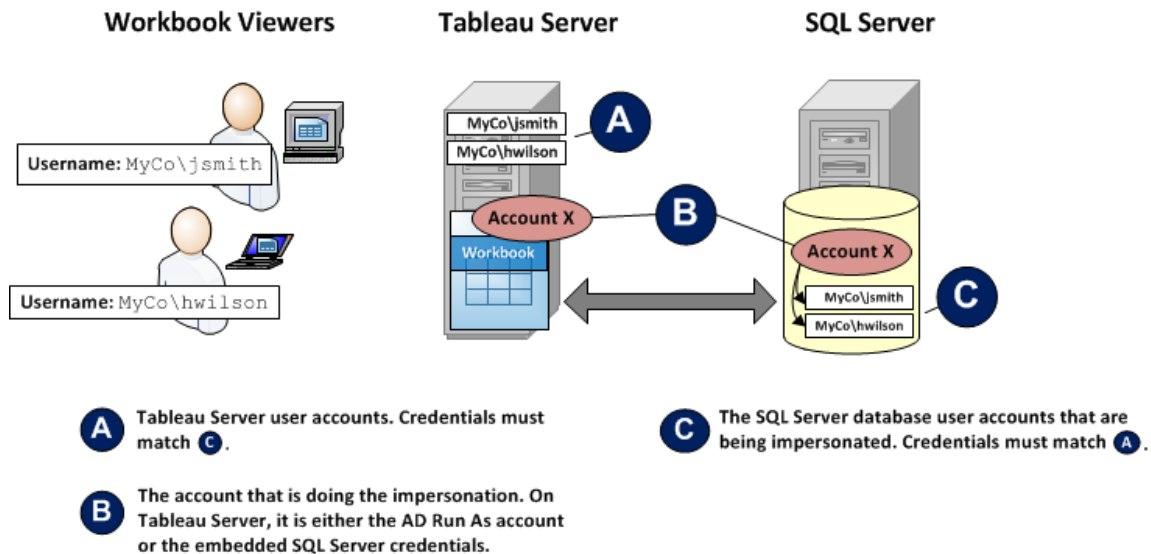 Workbook Viewers
Tableau Server
SQL Server
Username: MyCo\jsmith
Username: MyCo\hwilson
MyCo\jsmith
MyCo\hwilson
A
Account X
Workbook
B
Account X
MyCo\jsmith
MyCo\hwilson
C
A
Tableau Server user accounts. Credentials must
match C .
B
The account that is doing the impersonation. On
Tableau Server, it is either the AD Run As account
or the embedded SQL Server credentials.
C
The SQL Server database user accounts that are
being impersonated. Credentials must match A .